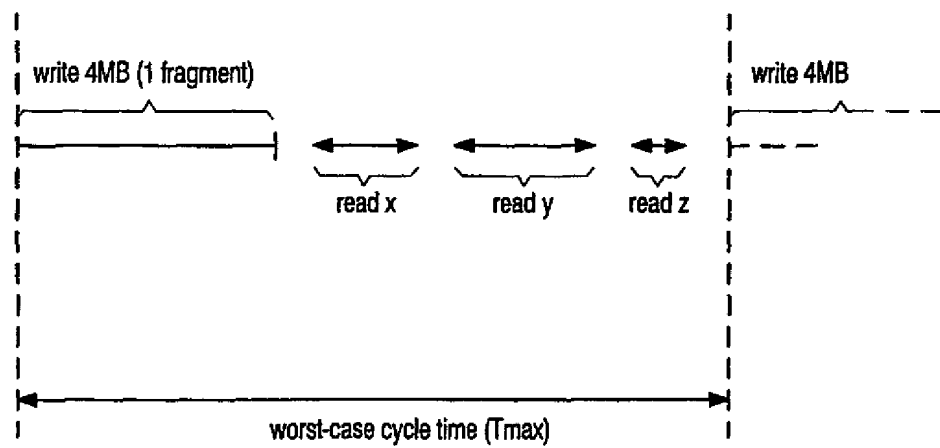 write 4MB (1 fragment)
write 4MB
read x
read y
read z
worst-case cycle time (Tmax)